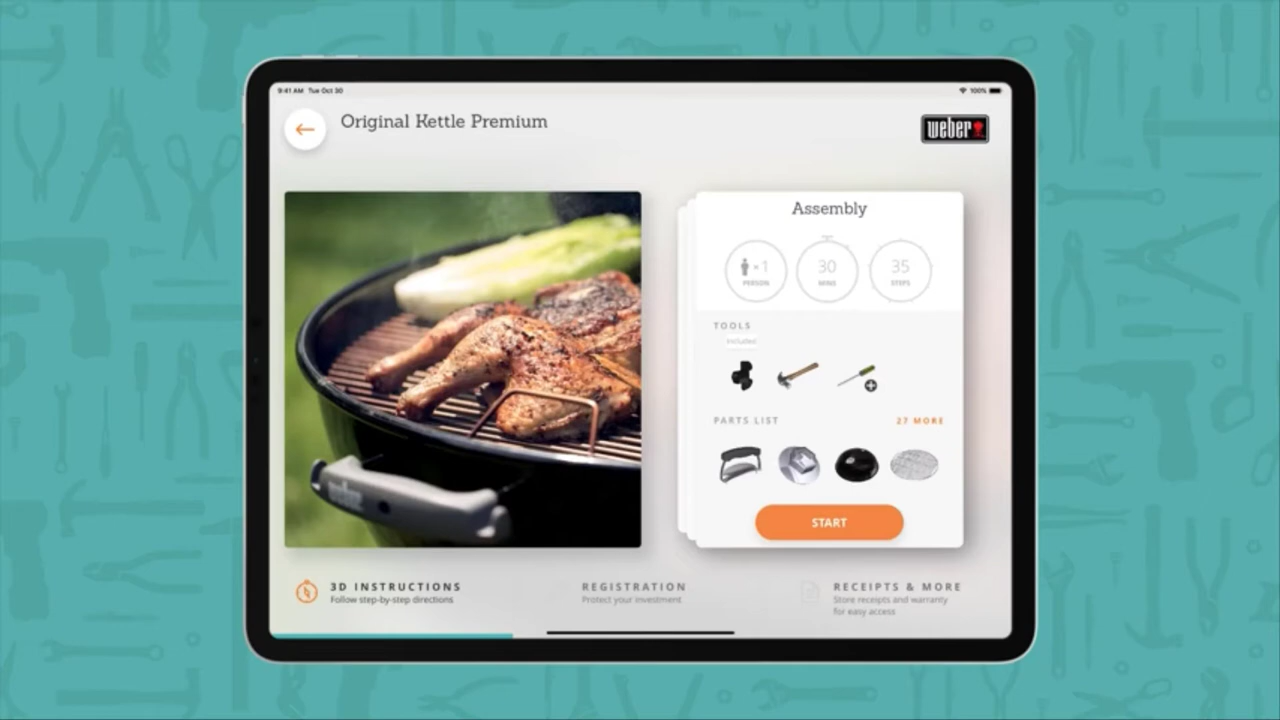 9:41 AM Tue Oct 30
100%
Original Kettle Premium
weber
Assembly
× 1
PERSON
30
MINS
35
STEPS
TOOLS
Included
PARTS LIST
27 MORE
weber
START
3D INSTRUCTIONS
Follow step-by-step directions
REGISTRATION
Protect your investment
RECEIPTS & MORE
Store receipts and warranty
for easy access